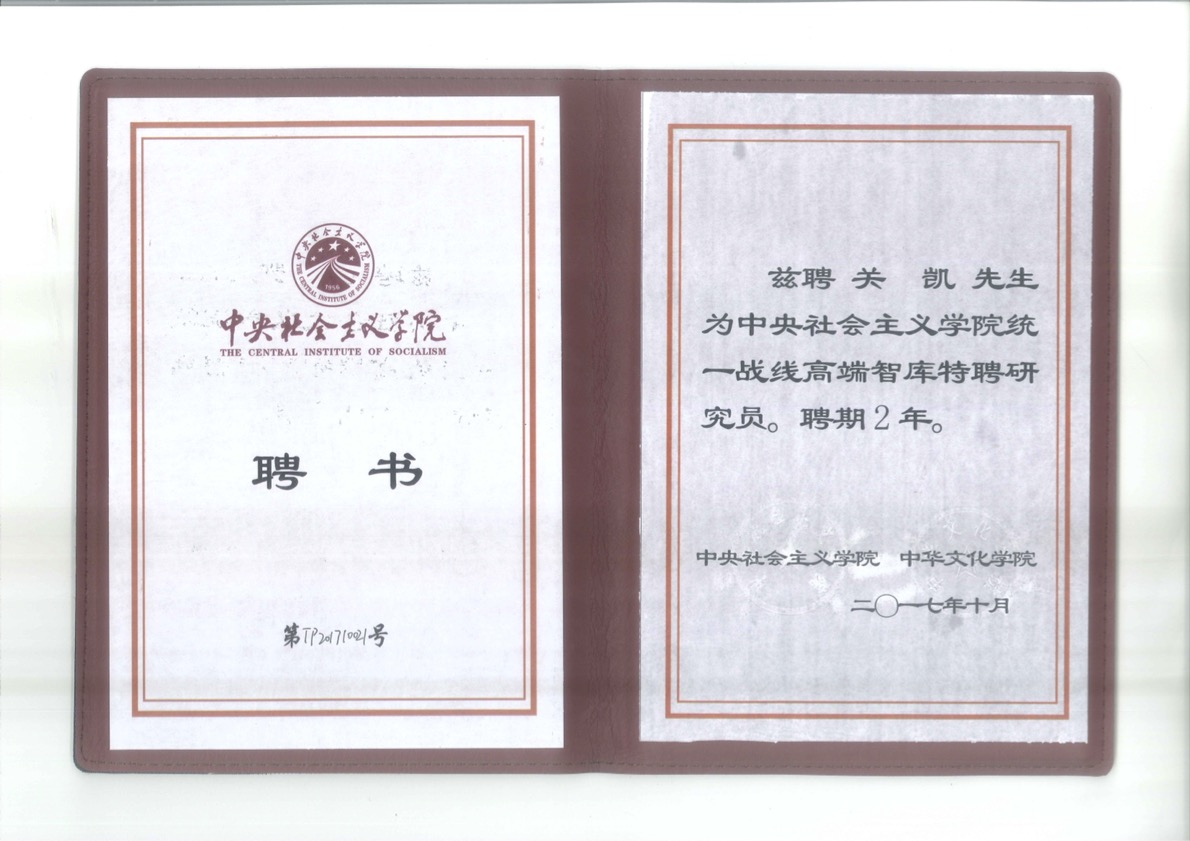 中央社会主义学院
THE CENTRAL INSTITUTE OF SOCIALISM
1956
中央社会主义学院
THE CENTRAL INSTITUTE OF SOCIALISM
聘 书
第TP201710021号
兹聘 关 凯 先生
为中央社会主义学院统
一战线高端智库特聘研
究员。聘期2年。
中央社会主义学院 中华文化学院
二〇一七年十月